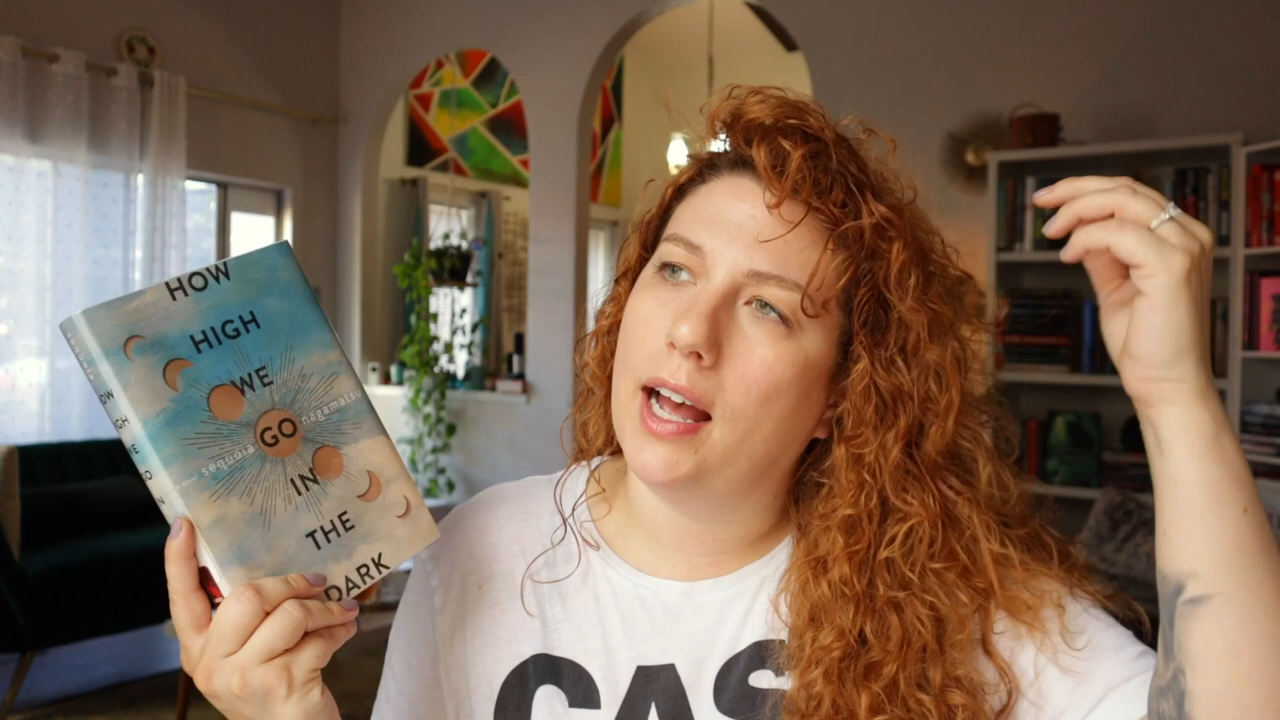 HOW
HIGH
WE
GO
IN
THE
DARK
sequoia nagamatsu
CAS